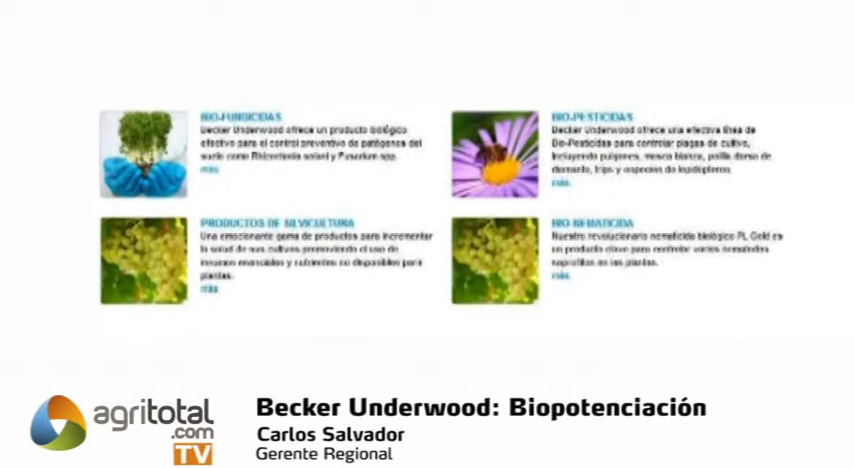 BIO-FUNGICIDAS
Becker Underwood ofrece un producto biológico
efectivo para el control preventivo de patógenos del
suelo como Rhizoctonia solani y Fusarium spp.
más
BIO-PESTICIDAS
Becker Underwood ofrece una efectiva línea de
Bio-Pesticidas para controlar plagas de cultivo,
incluyendo pulgones, mosca blanca, polilla dorso de
diamante, trips y especies de lepidópteros.
más
PRODUCTOS DE SILVICULTURA
Una emocionante gama de productos para incrementar
la salud de sus cultivos promoviendo el uso de
insumos esenciales y nutrientes no disponibles para
plantas.
más
BIO-NEMATICIDA
Nuestro revolucionario nematicida biológico PL Gold es
un producto clave para controlar varios nematodos
en las plantas.
más
agritotal
.com
TV
Becker Underwood: Biopotenciación
Carlos Salvador
Gerente Regional